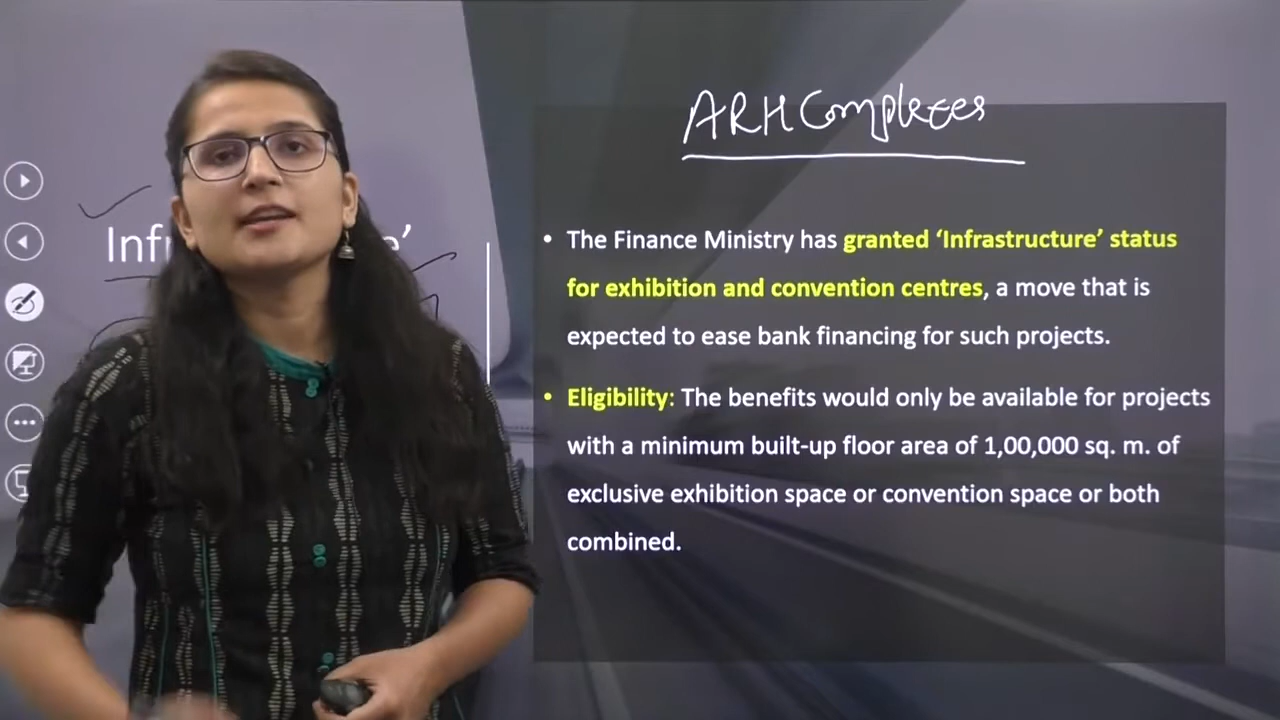 ARH Complexes
Infr e’
• The Finance Ministry has granted ‘Infrastructure’ status
for exhibition and convention centres, a move that is
expected to ease bank financing for such projects.
• Eligibility: The benefits would only be available for projects
with a minimum built-up floor area of 1,00,000 sq. m. of
exclusive exhibition space or convention space or both
combined.